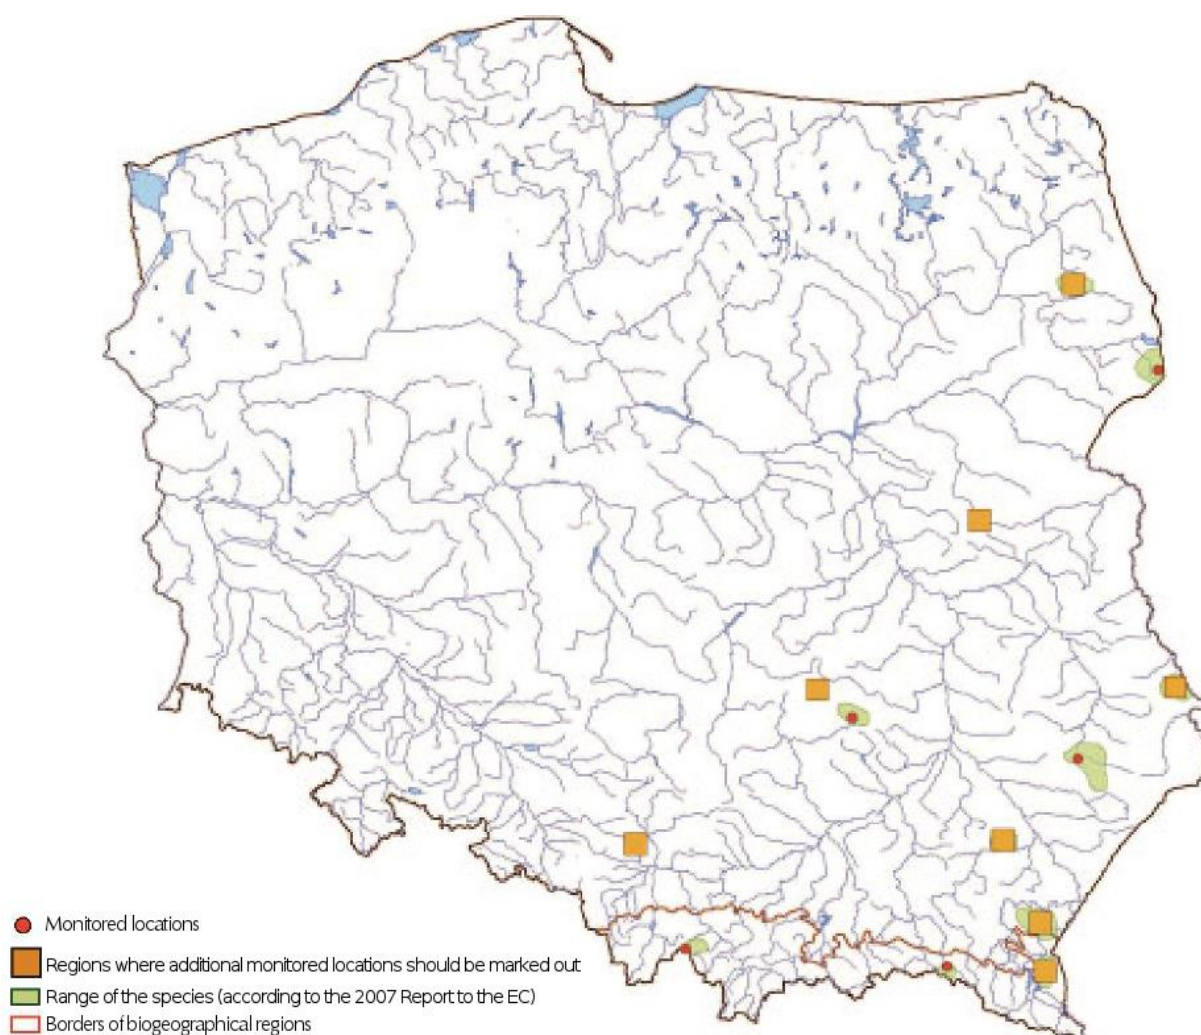 Monitored locations
Regions where additional monitored locations should be marked out
Range of the species (according to the 2007 Report to the EC)
Borders of biogeographical regions